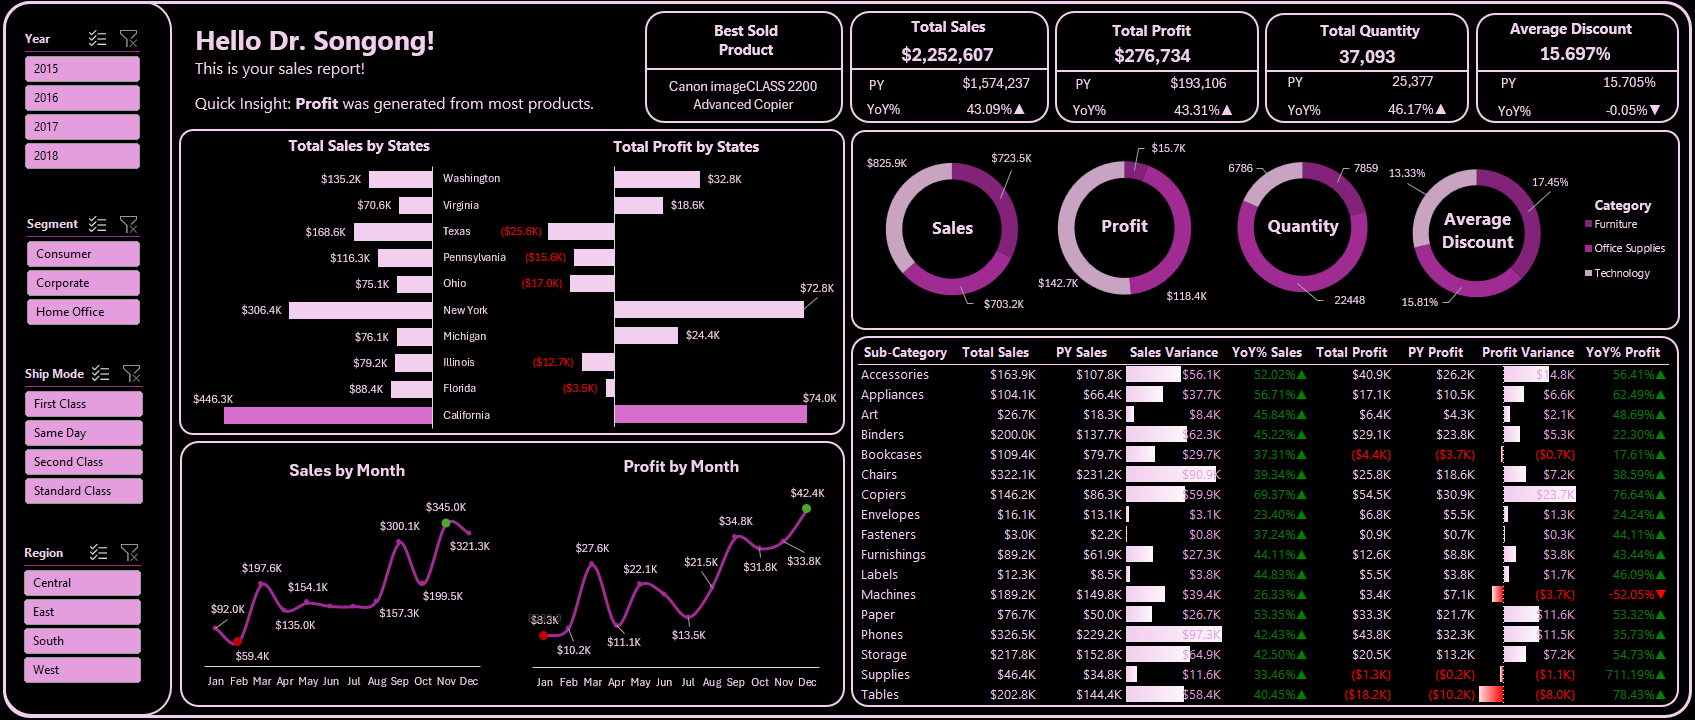 Year
2015
2016
2017
2018
Segment
Consumer
Corporate
Home Office
Ship Mode
First Class
Same Day
Second Class
Standard Class
Region
Central
East
South
West
Hello Dr. Songong!
This is your sales report!
Quick Insight: Profit was generated from most products.
Best Sold
Product
Canon imageCLASS 2200
Advanced Copier
Total Sales
$2,252,607
PY $1,574,237
YoY% 43.09%▲
Total Profit
$276,734
PY $193,106
YoY% 43.31%▲
Total Quantity
37,093
PY 25,377
YoY% 46.17%▲
Average Discount
15.697%
PY 15.705%
YoY% -0.05%▼
Total Sales by States Total Profit by States
$135.2K Washington $32.8K
$70.6K Virginia $18.6K
$168.6K Texas ($25.6K)
$116.3K Pennsylvania ($15.6K)
$75.1K Ohio ($17.0K)
$306.4K New York $72.8K
$76.1K Michigan $24.4K
$79.2K Illinois ($12.7K)
$88.4K Florida ($3.5K)
$446.3K California $74.0K
Sales
$825.9K
$723.5K
$703.2K
Profit
$15.7K
$142.7K
$118.4K
Quantity
6786
7859
22448
Average
Discount
13.33%
17.45%
15.81%
Category
Furniture
Office Supplies
Technology
Sales by Month
$92.0K
$59.4K
$197.6K
$135.0K
$154.1K
$157.3K
$300.1K
$199.5K
$345.0K
$321.3K
Jan Feb Mar Apr May Jun Jul Aug Sep Oct Nov Dec
Profit by Month
$8.3K
$10.2K
$27.6K
$11.1K
$22.1K
$13.5K
$21.5K
$34.8K
$31.8K
$33.8K
$42.4K
Jan Feb Mar Apr May Jun Jul Aug Sep Oct Nov Dec
Sub-Category Total Sales PY Sales Sales Variance YoY% Sales Total Profit PY Profit Profit Variance YoY% Profit
Accessories $163.9K $107.8K $56.1K 52.02%▲ $40.9K $26.2K $14.8K 56.41%▲
Appliances $104.1K $66.4K $37.7K 56.71%▲ $17.1K $10.5K $6.6K 62.49%▲
Art $26.7K $18.3K $8.4K 45.84%▲ $6.4K $4.3K $2.1K 48.69%▲
Binders $200.0K $137.7K $62.3K 45.22%▲ $29.1K $23.8K $5.3K 22.30%▲
Bookcases $109.4K $79.7K $29.7K 37.31%▲ ($4.4K) ($3.7K) ($0.7K) 17.61%▲
Chairs $322.1K $231.2K $90.9K 39.34%▲ $25.8K $18.6K $7.2K 38.59%▲
Copiers $146.2K $86.3K $59.9K 69.37%▲ $54.5K $30.9K $23.7K 76.64%▲
Envelopes $16.1K $13.1K $3.1K 23.40%▲ $6.8K $5.5K $1.3K 24.24%▲
Fasteners $3.0K $2.2K $0.8K 37.24%▲ $0.9K $0.7K $0.3K 44.11%▲
Furnishings $89.2K $61.9K $27.3K 44.11%▲ $12.6K $8.8K $3.8K 43.44%▲
Labels $12.3K $8.5K $3.8K 44.83%▲ $5.5K $3.8K $1.7K 46.09%▲
Machines $189.2K $149.8K $39.4K 26.33%▲ $3.4K $7.1K ($3.7K) -52.05%▼
Paper $76.7K $50.0K $26.7K 53.35%▲ $33.3K $21.7K $11.6K 53.32%▲
Phones $326.5K $229.2K $97.3K 42.43%▲ $43.8K $32.3K $11.5K 35.73%▲
Storage $217.8K $152.8K $64.9K 42.50%▲ $20.5K $13.2K $7.2K 54.73%▲
Supplies $46.4K $34.8K $11.6K 33.46%▲ ($1.3K) ($0.2K) ($1.1K) 711.19%▲
Tables $202.8K $144.4K $58.4K 40.45%▲ ($18.2K) ($10.2K) ($8.0K) 78.43%▲